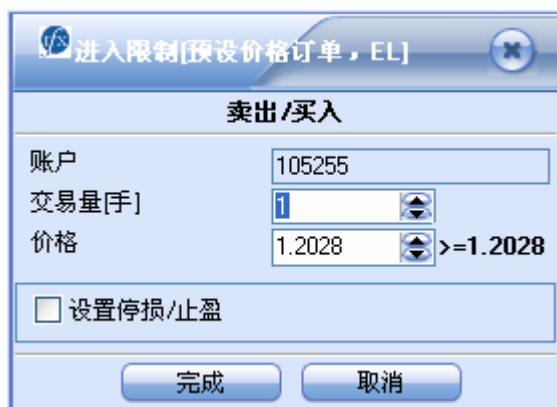 进入限制[预设价格订单，EL]
卖出/买入
账户 105255
交易量[手] 1
价格 1.2028 >=1.2028
设置停损/止盈
完成 取消